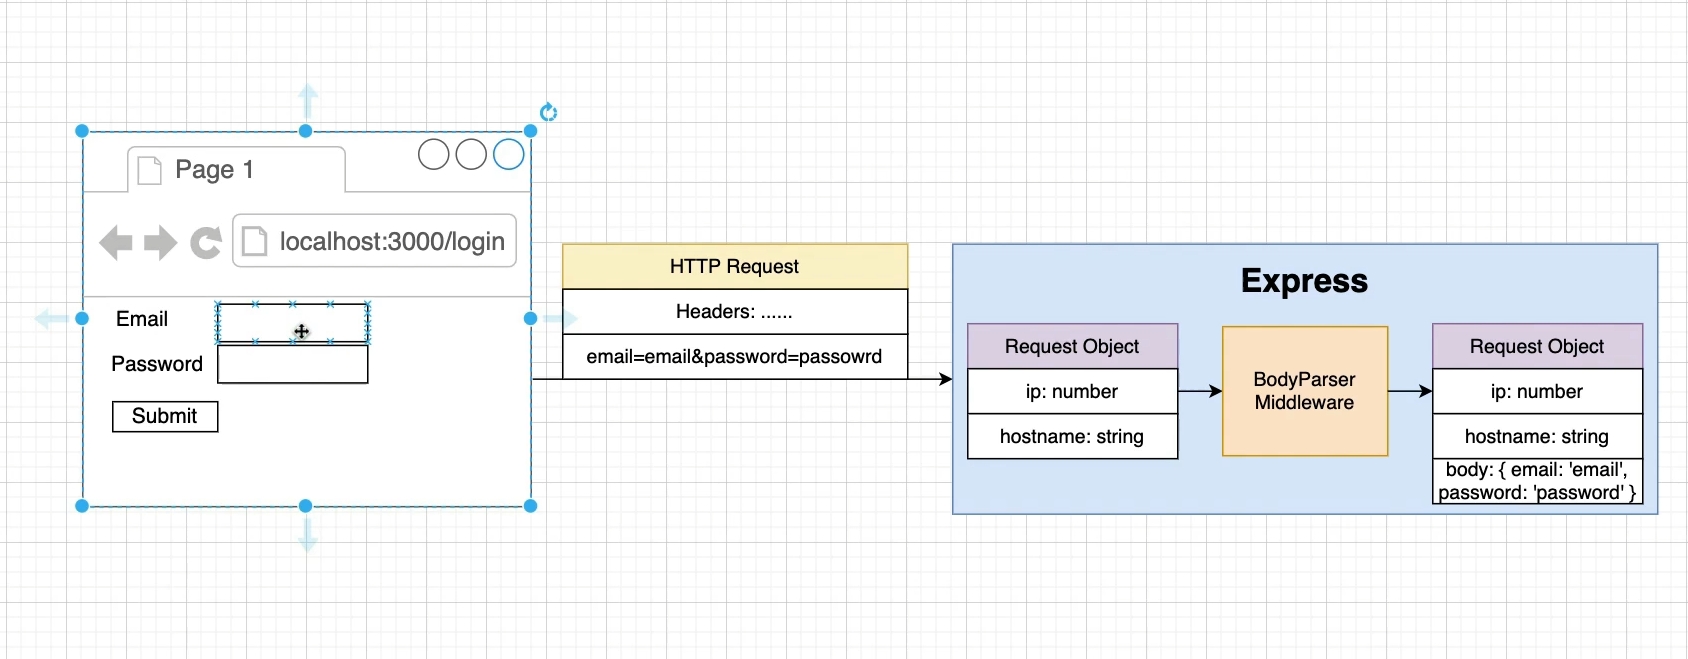 Page 1
localhost:3000/login
Email
Password
Submit
HTTP Request
Headers: ......
email=email&password=passowrd
Express
Request Object
ip: number
hostname: string
BodyParser
Middleware
Request Object
ip: number
hostname: string
body: { email: 'email',
password: 'password' }